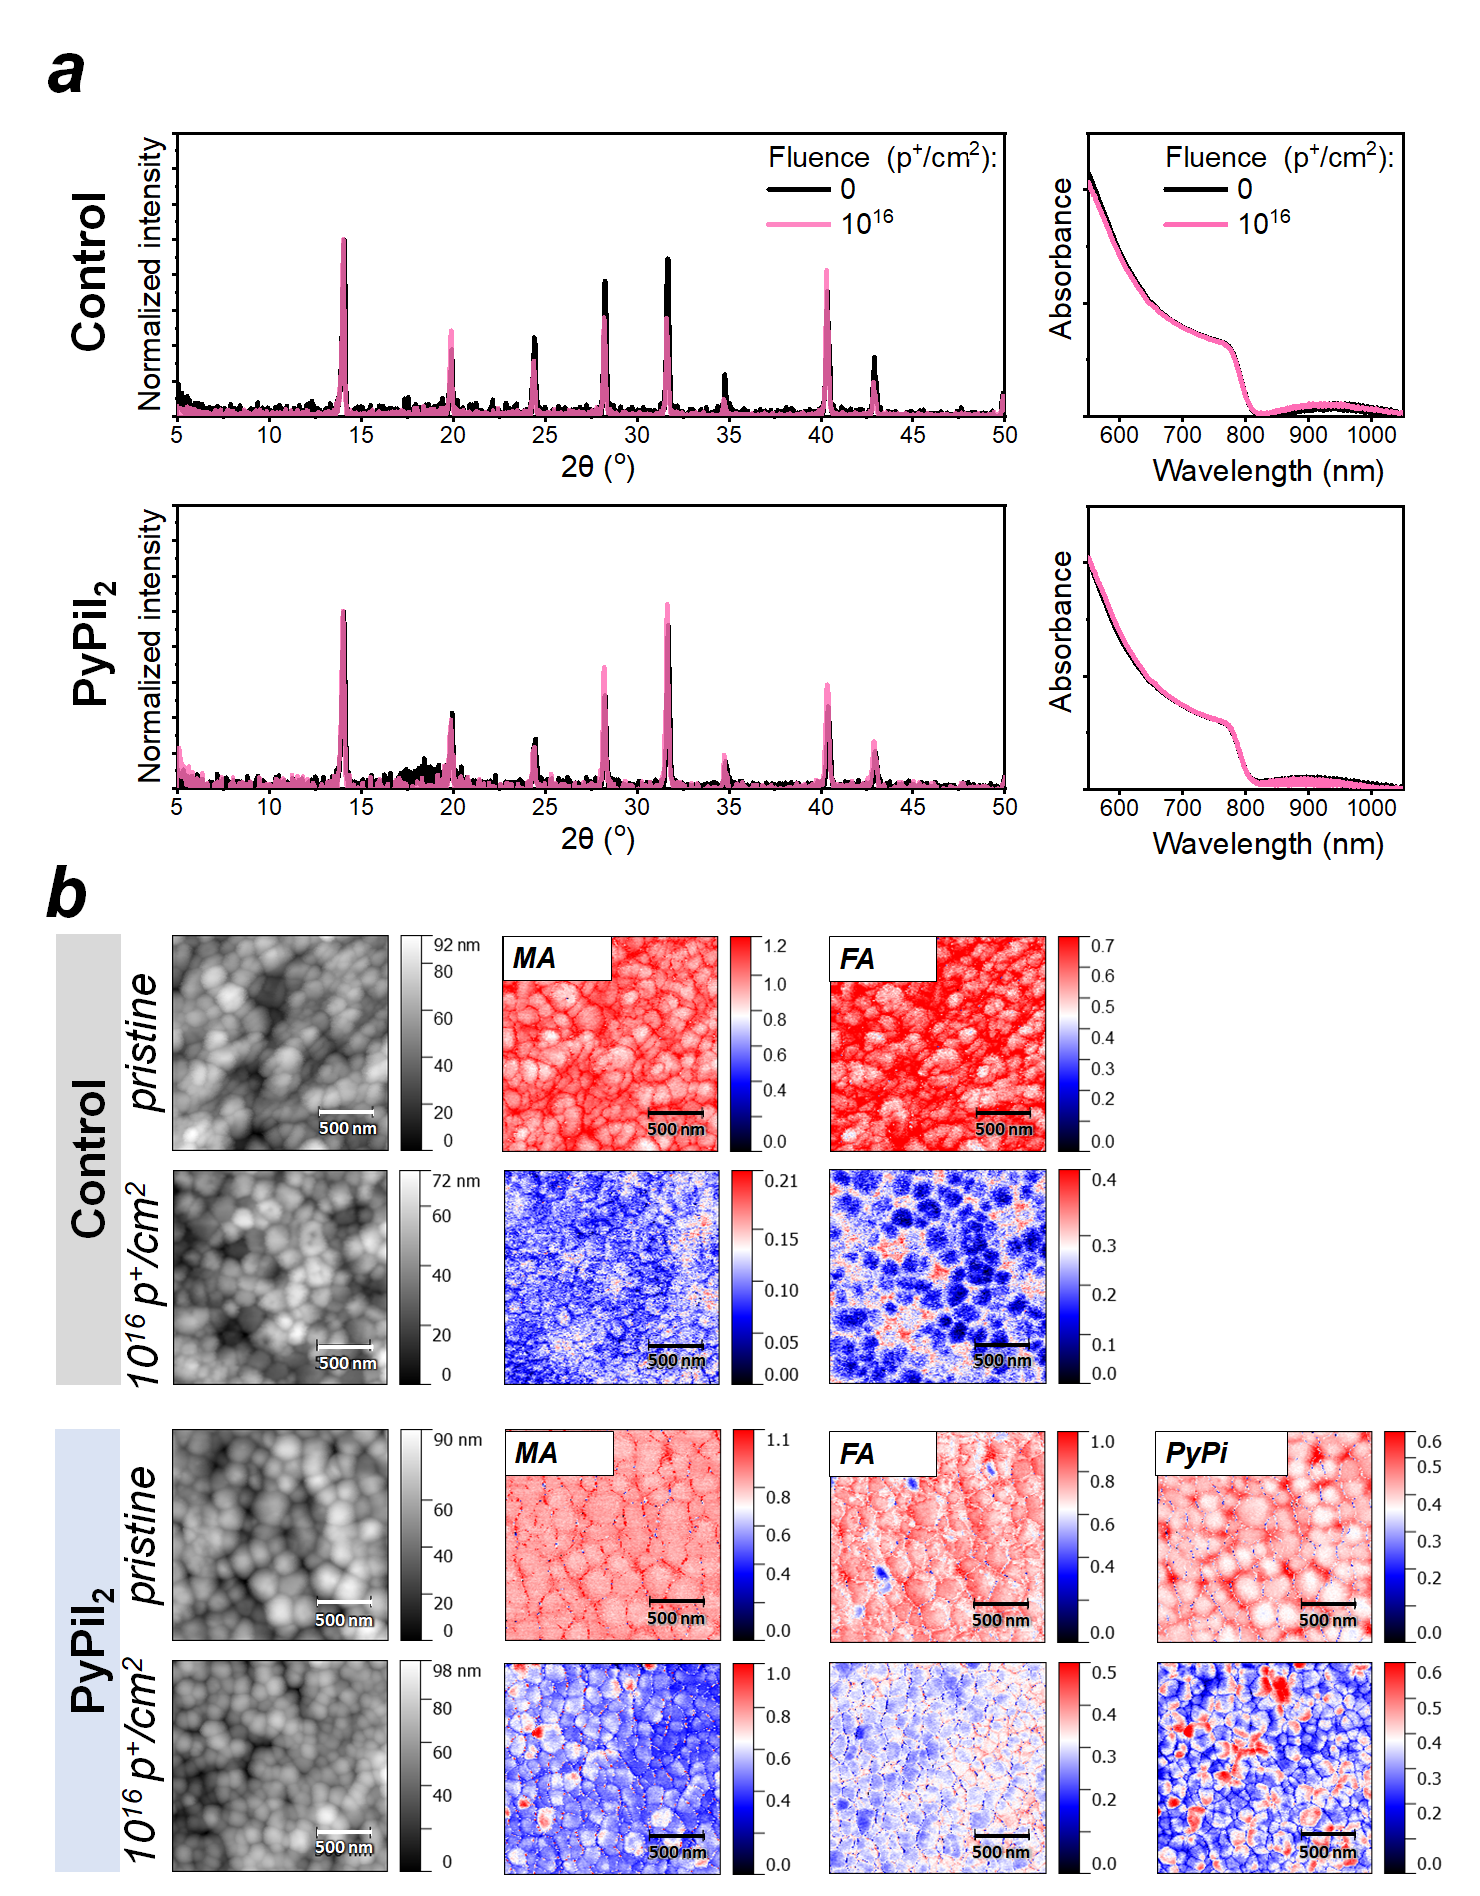 a
Control
Normalized intensity
Fluence (p⁺/cm²):
0
10¹⁶
5 10 15 20 25 30 35 40 45 50
2θ (°)
Absorbance
Fluence (p⁺/cm²):
0
10¹⁶
600 700 800 900 1000
Wavelength (nm)
PyPiI₂
Normalized intensity
5 10 15 20 25 30 35 40 45 50
2θ (°)
Absorbance
600 700 800 900 1000
Wavelength (nm)
b
Control
pristine
500 nm
92 nm
80
60
40
20
0
MA
500 nm
1.2
1.0
0.8
0.6
0.4
0.0
FA
500 nm
0.7
0.6
0.5
0.4
0.3
0.2
0.0
10¹⁶ p⁺/cm²
500 nm
72 nm
60
40
20
0
500 nm
0.21
0.15
0.10
0.05
0.00
500 nm
0.4
0.3
0.2
0.1
0.0
PyPiI₂
pristine
500 nm
90 nm
60
40
20
0
MA
500 nm
1.1
0.8
0.6
0.4
0.0
FA
500 nm
1.0
0.8
0.6
0.4
0.0
PyPi
500 nm
0.6
0.5
0.4
0.3
0.2
0.0
10¹⁶ p⁺/cm²
500 nm
98 nm
80
60
40
0
500 nm
1.0
0.8
0.6
0.4
0.0
500 nm
0.5
0.4
0.3
0.2
0.0
500 nm
0.6
0.5
0.4
0.3
0.2
0.0